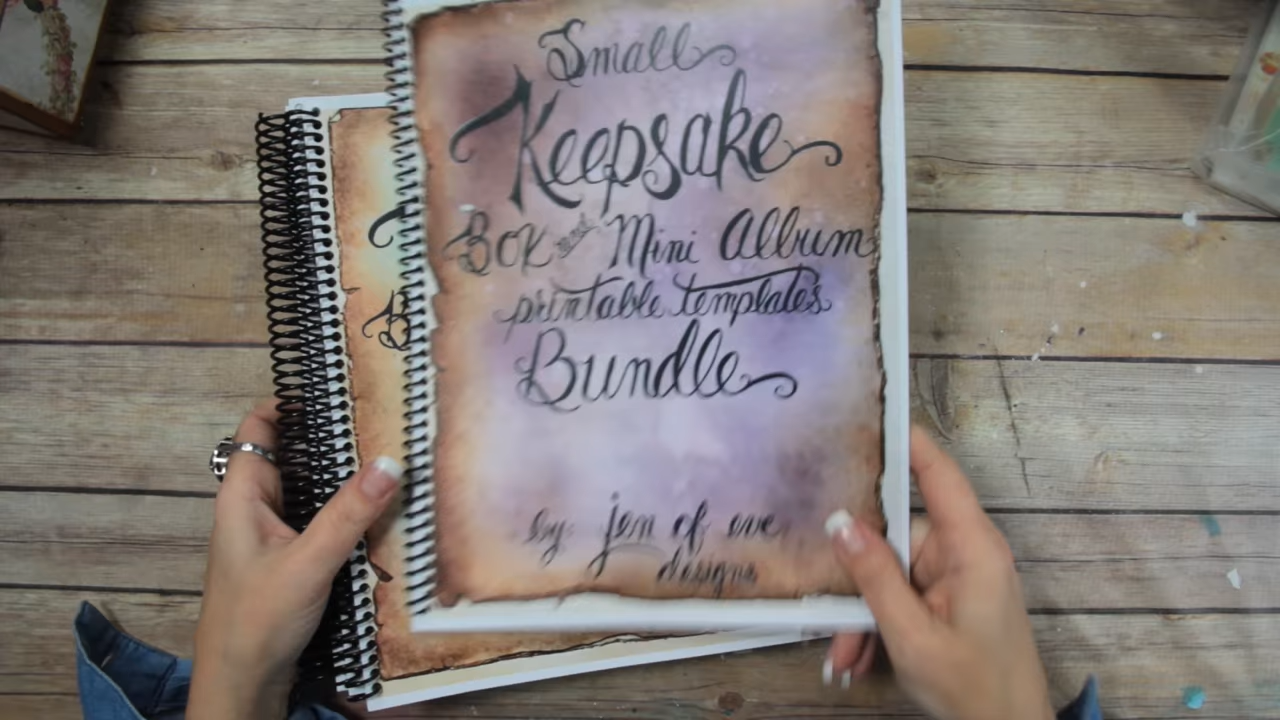 Small
Keepsake
Box and Mini Album
printable templates
Bundle
by: jen of eve
designs